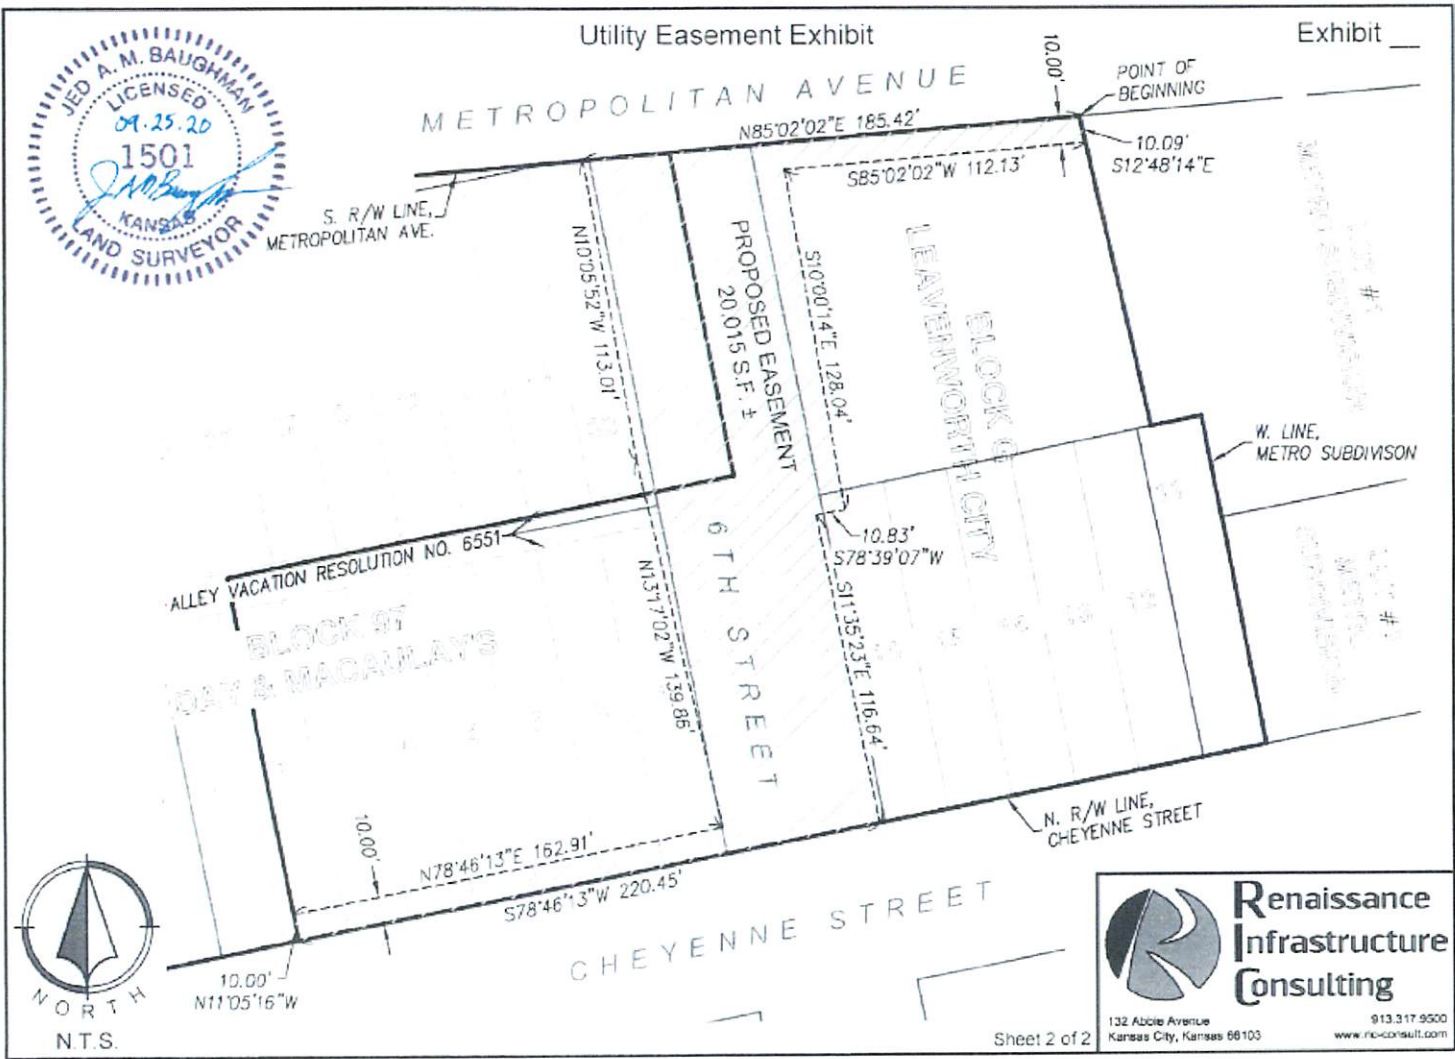 Utility Easement Exhibit
Exhibit __
JED A. M. BAUGHMAN
LICENSED
09.25.20
1501
KANSAS
LAND SURVEYOR
METROPOLITAN AVENUE
10.00'
POINT OF
BEGINNING
N85°02'02"E 185.42'
10.09'
S12°48'14"E
S85°02'02"W 112.13'
S. R/W LINE,
METROPOLITAN AVE.
N10°05'52"W 113.01'
PROPOSED EASEMENT
20,015 S.F. ±
S10°00'14"E 128.04'
LEAVENWORTH CITY
W. LINE,
METRO SUBDIVISON
ALLEY VACATION RESOLUTION NO. 6551
10.83'
S78°39'07"W
BLOCK 97
DAY & MACAULAY'S
N13°17'02"W 139.86'
6TH STREET
S11°35'23"E 116.64'
N. R/W LINE,
CHEYENNE STREET
10.00'
N78°46'13"E 162.91'
S78°46'13"W 220.45'
CHEYENNE STREET
10.00'
N11°05'16"W
NORTH
N.T.S.
Sheet 2 of 2
Renaissance
Infrastructure
Consulting
132 Abbie Avenue
Kansas City, Kansas 66103
913.317.9500
www.ric-consult.com